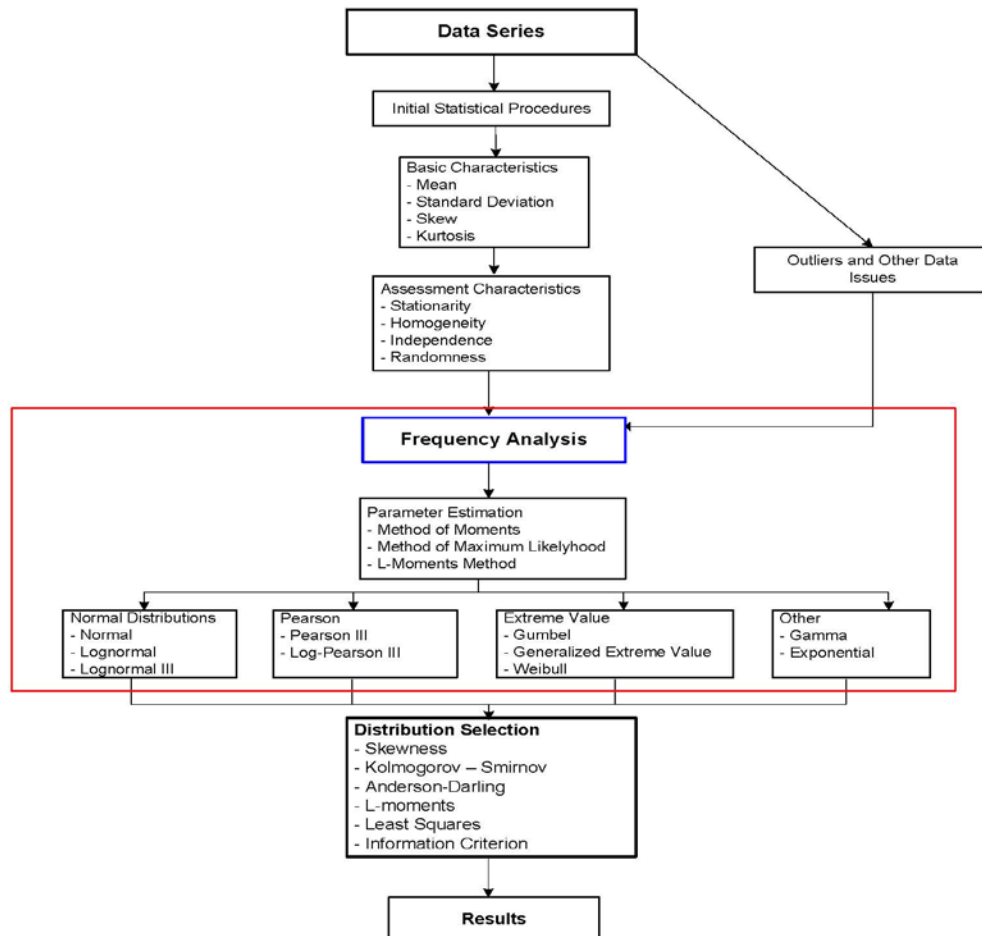 Data Series
Initial Statistical Procedures
Basic Characteristics
- Mean
- Standard Deviation
- Skew
- Kurtosis
Outliers and Other Data
Issues
Assessment Characteristics
- Stationarity
- Homogeneity
- Independence
- Randomness
Frequency Analysis
Parameter Estimation
- Method of Moments
- Method of Maximum Likelyhood
- L-Moments Method
Normal Distributions
- Normal
- Lognormal
- Lognormal III
Pearson
- Pearson III
- Log-Pearson III
Extreme Value
- Gumbel
- Generalized Extreme Value
- Weibull
Other
- Gamma
- Exponential
Distribution Selection
- Skewness
- Kolmogorov – Smirnov
- Anderson-Darling
- L-moments
- Least Squares
- Information Criterion
Results